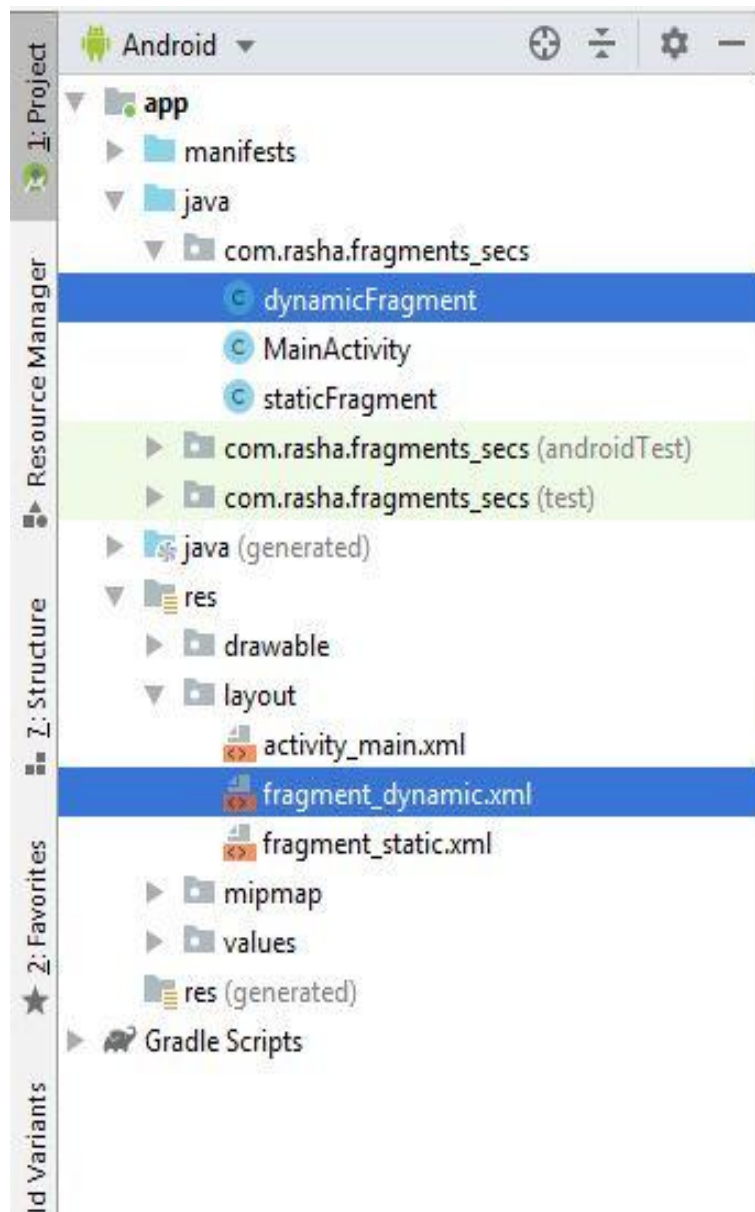 Android
app
manifests
java
com.rasha.fragments_secs
dynamicFragment
MainActivity
staticFragment
com.rasha.fragments_secs (androidTest)
com.rasha.fragments_secs (test)
java (generated)
res
drawable
layout
activity_main.xml
fragment_dynamic.xml
fragment_static.xml
mipmap
values
res (generated)
Gradle Scripts
1: Project
Resource Manager
7: Structure
2: Favorites
ld Variants